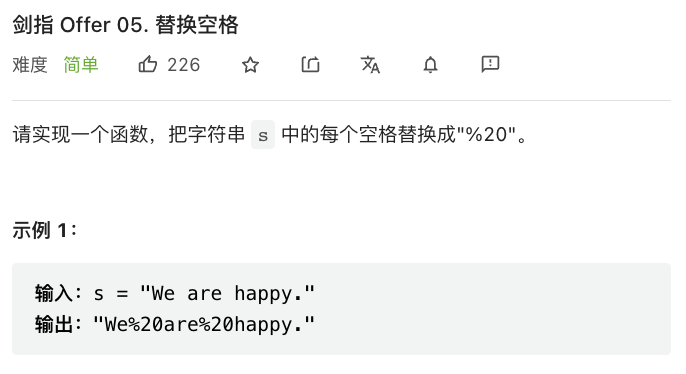 剑指 Offer 05. 替换空格
难度 简单 226
请实现一个函数，把字符串 s 中的每个空格替换成"%20"。
示例 1：
输入：s = "We are happy."
输出："We%20are%20happy."